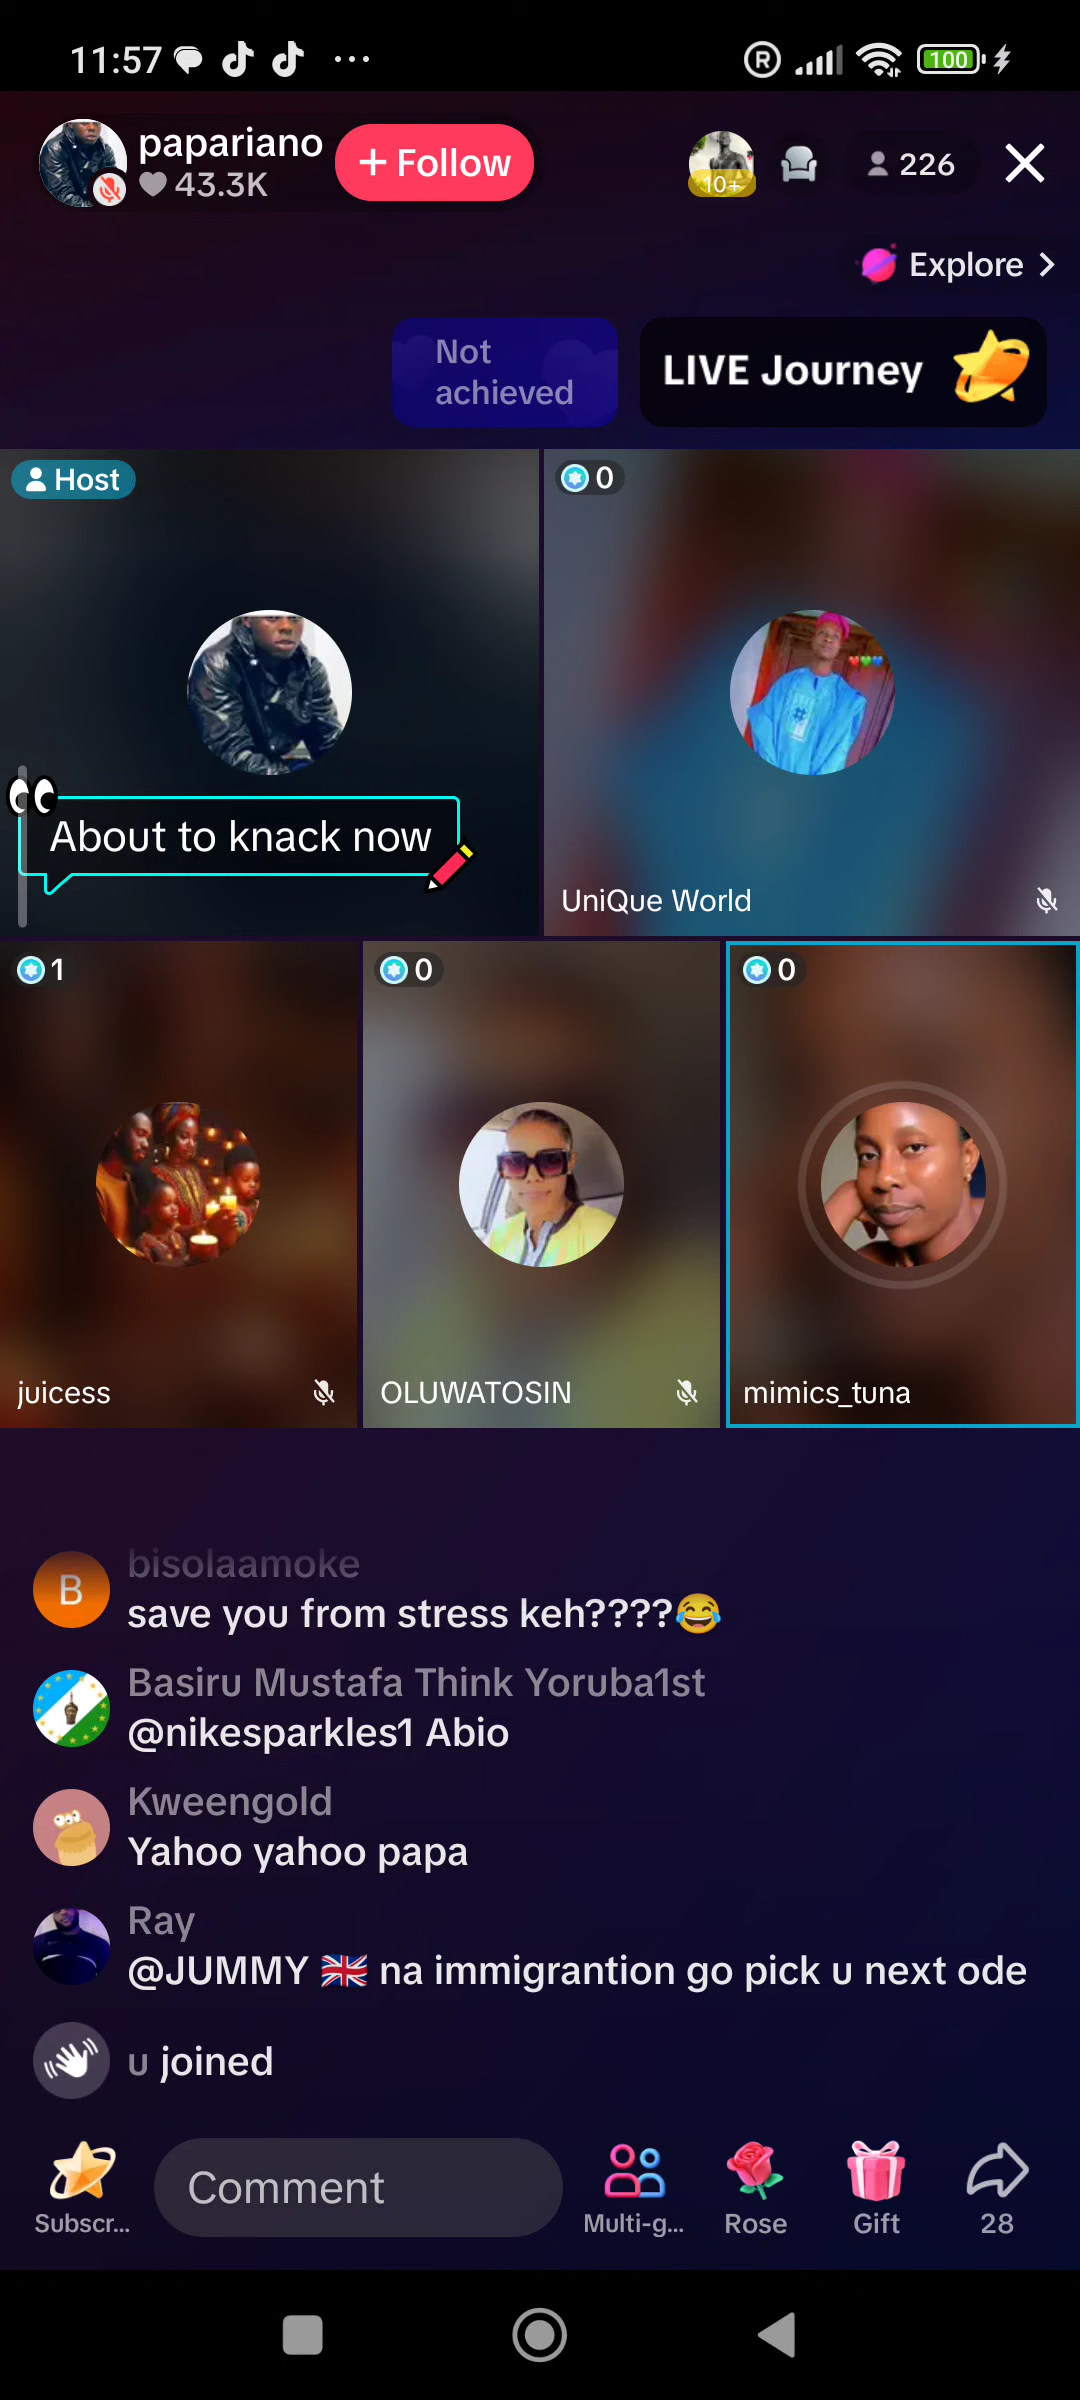 11:57
100
papariano
43.3K
+ Follow
10+
226
Explore >
Not
achieved
LIVE Journey
Host
0
About to knack now
UniQue World
1
0
0
juicess
OLUWATOSIN
mimics_tuna
bisolaamoke
B
save you from stress keh????😂
Basiru Mustafa Think Yoruba1st
@nikesparkles1 Abio
Kweengold
Yahoo yahoo papa
Ray
@JUMMY 🇬🇧 na immigrantion go pick u next ode
u joined
Comment
Subscr...
Multi-g...
Rose
Gift
28